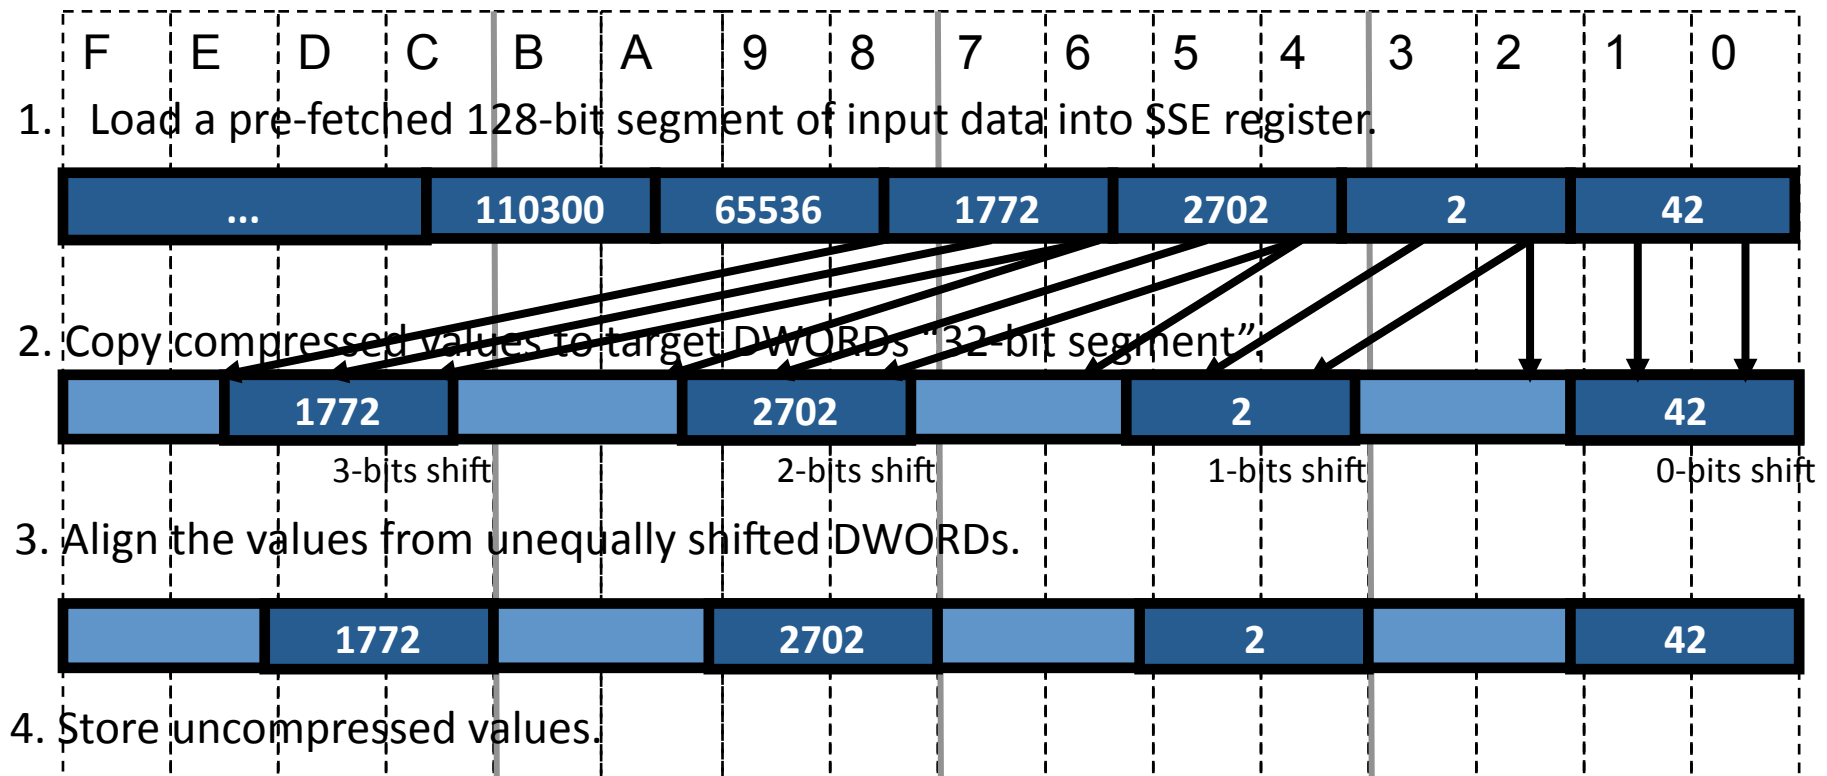 F E D C B A 9 8 7 6 5 4 3 2 1 0
1. Load a pre-fetched 128-bit segment of input data into SSE register.
... 110300 65536 1772 2702 2 42
2. Copy compressed values to target DWORDs "32-bit segment".
1772 2702 2 42
3-bits shift 2-bits shift 1-bits shift 0-bits shift
3. Align the values from unequally shifted DWORDs.
1772 2702 2 42
4. Store uncompressed values.